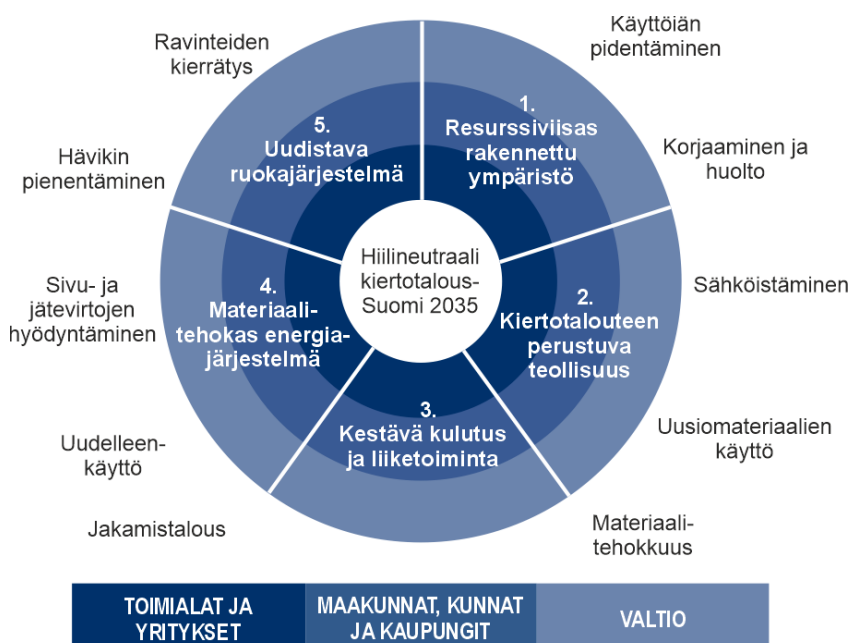 Ravinteiden
kierrätys
Käyttöiän
pidentäminen
Hävikin
pienentäminen
Korjaaminen ja
huolto
Sivu- ja
jätevirtojen
hyödyntäminen
Sähköistäminen
Uudelleen-
käyttö
Uusiomateriaalien
käyttö
Jakamistalous
Materiaali-
tehokkuus
1.
Resurssiviisas
rakennettu
ympäristö
2.
Kiertotalouteen
perustuva
teollisuus
3.
Kestävä kulutus
ja liiketoiminta
4.
Materiaali-
tehokas energia-
järjestelmä
5.
Uudistava
ruokajärjestelmä
Hiilineutraali
kiertotalous-
Suomi 2035
TOIMIALAT JA
YRITYKSET
MAAKUNNAT, KUNNAT
JA KAUPUNGIT
VALTIO